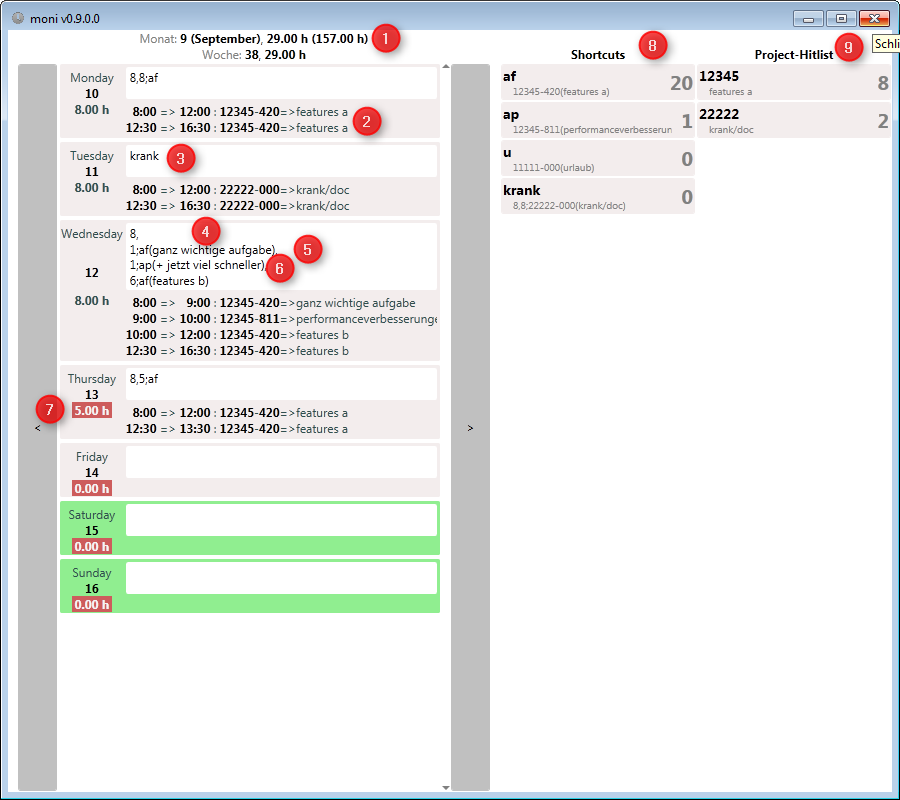 moni v0.9.0.0
Monat: 9 (September), 29.00 h (157.00 h)
1
Woche: 38, 29.00 h
Schli
<
Monday
10
8.00 h
8,8;af
8:00 => 12:00 : 12345-420=>features a
12:30 => 16:30 : 12345-420=>features a
2
Tuesday
11
8.00 h
krank
3
8:00 => 12:00 : 22222-000=>krank/doc
12:30 => 16:30 : 22222-000=>krank/doc
Wednesday
12
8.00 h
8,
4
1;af(ganz wichtige aufgabe),
5
1;ap(+ jetzt viel schneller),
6
6;af(features b)
8:00 => 9:00 : 12345-420=>ganz wichtige aufgabe
9:00 => 10:00 : 12345-811=>performanceverbesserunge
10:00 => 12:00 : 12345-420=>features b
12:30 => 16:30 : 12345-420=>features b
Thursday
13
7
5.00 h
8,5;af
8:00 => 12:00 : 12345-420=>features a
12:30 => 13:30 : 12345-420=>features a
Friday
14
0.00 h
Saturday
15
0.00 h
Sunday
16
0.00 h
>
Shortcuts
8
af
12345-420(features a)
20
ap
12345-811(performanceverbesserun
1
u
11111-000(urlaub)
0
krank
8,8;22222-000(krank/doc)
0
Project-Hitlist
9
12345
features a
8
22222
krank/doc
2